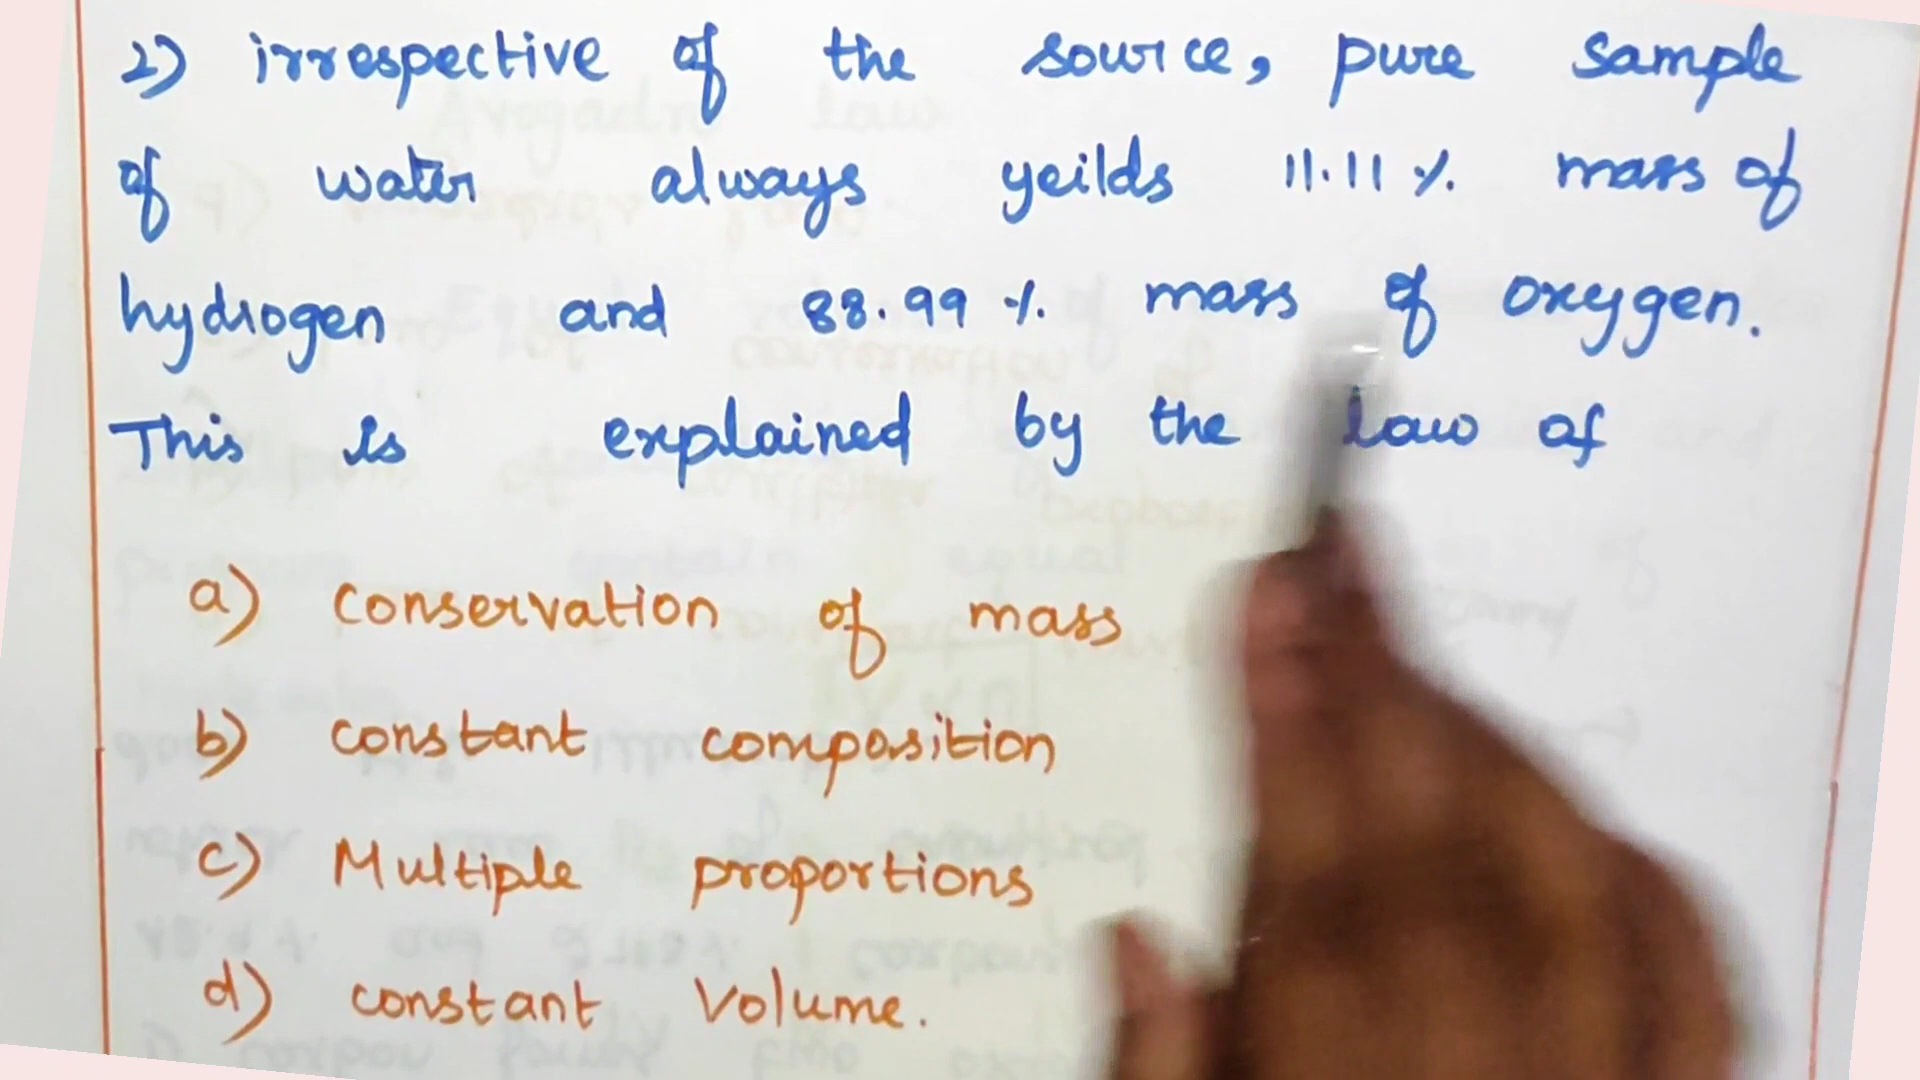 2) irrespective of the source, pure sample
of water always yeilds 11.11 % mass of
hydrogen and 88.99 % mass of oxygen.
This is explained by the law of
a) conservation of mass
b) constant composition
c) Multiple proportions
d) constant Volume.